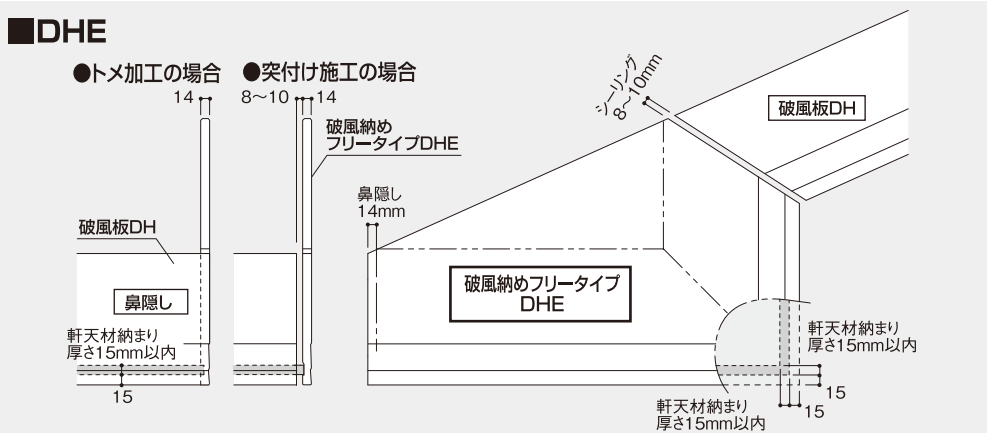 ■DHE
●トメ加工の場合
●突付け施工の場合
14
8〜10
14
破風納め
フリータイプDHE
破風板DH
鼻隠し
軒天材納まり
厚さ15mm以内
15
シーリング
8〜10mm
破風板DH
鼻隠し
14mm
破風納めフリータイプ
DHE
軒天材納まり
厚さ15mm以内
15
15
軒天材納まり
厚さ15mm以内